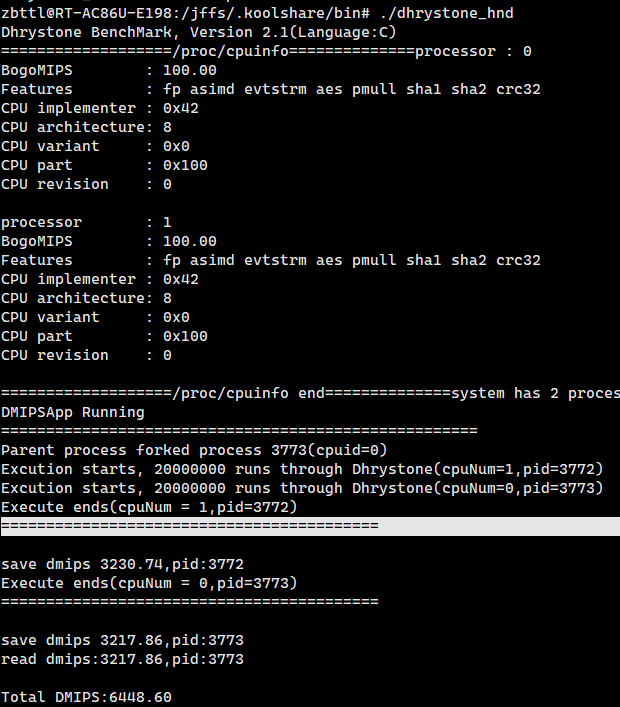 zbttl@RT-AC86U-E198:/jffs/.koolshare/bin# ./dhrystone_hnd
Dhrystone BenchMark, Version 2.1(Language:C)
===================/proc/cpuinfo==============processor : 0
BogoMIPS        : 100.00
Features        : fp asimd evtstrm aes pmull sha1 sha2 crc32
CPU implementer : 0x42
CPU architecture: 8
CPU variant     : 0x0
CPU part        : 0x100
CPU revision    : 0

processor       : 1
BogoMIPS        : 100.00
Features        : fp asimd evtstrm aes pmull sha1 sha2 crc32
CPU implementer : 0x42
CPU architecture: 8
CPU variant     : 0x0
CPU part        : 0x100
CPU revision    : 0

===================/proc/cpuinfo end==============system has 2 proces
DMIPSApp Running
=====================================================
Parent process forked process 3773(cpuid=0)
Excution starts, 20000000 runs through Dhrystone(cpuNum=1,pid=3772)
Excution starts, 20000000 runs through Dhrystone(cpuNum=0,pid=3773)
Execute ends(cpuNum = 1,pid=3772)
==========================================

save dmips 3230.74,pid:3772
Execute ends(cpuNum = 0,pid=3773)
==========================================

save dmips 3217.86,pid:3773
read dmips:3217.86,pid:3773

Total DMIPS:6448.60